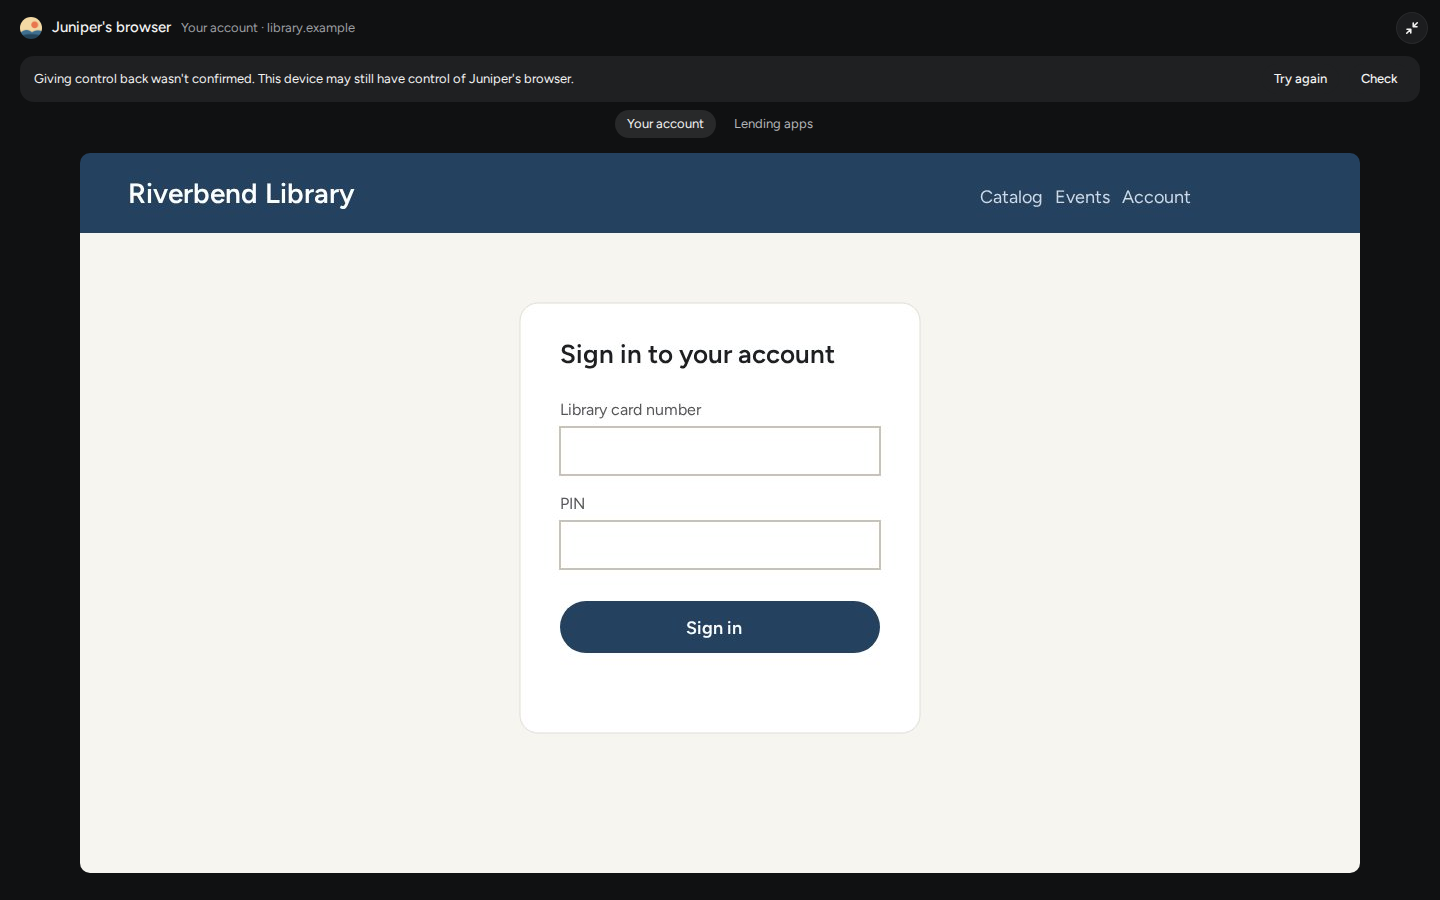 Juniper's browser Your account · library.example
Giving control back wasn't confirmed. This device may still have control of Juniper's browser. Try again Check
Your account Lending apps
Riverbend Library Catalog Events Account
Sign in to your account
Library card number
PIN
Sign in